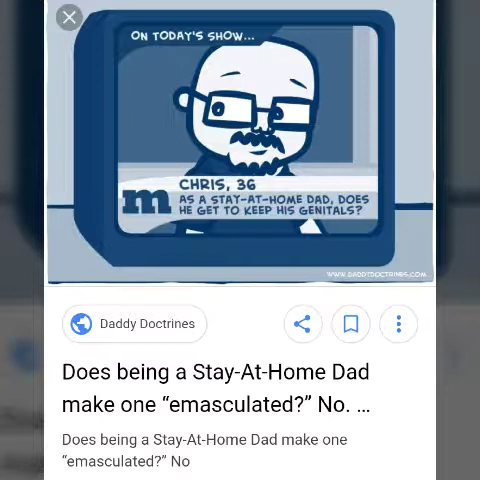 ON TODAY'S SHOW...
CHRIS, 36
m
AS A STAY-AT-HOME DAD, DOES
HE GET TO KEEP HIS GENITALS?
WWW.DADDYDOCTRINES.COM
Daddy Doctrines
Does being a Stay-At-Home Dad
make one “emasculated?” No. ...
Does being a Stay-At-Home Dad make one
“emasculated?” No